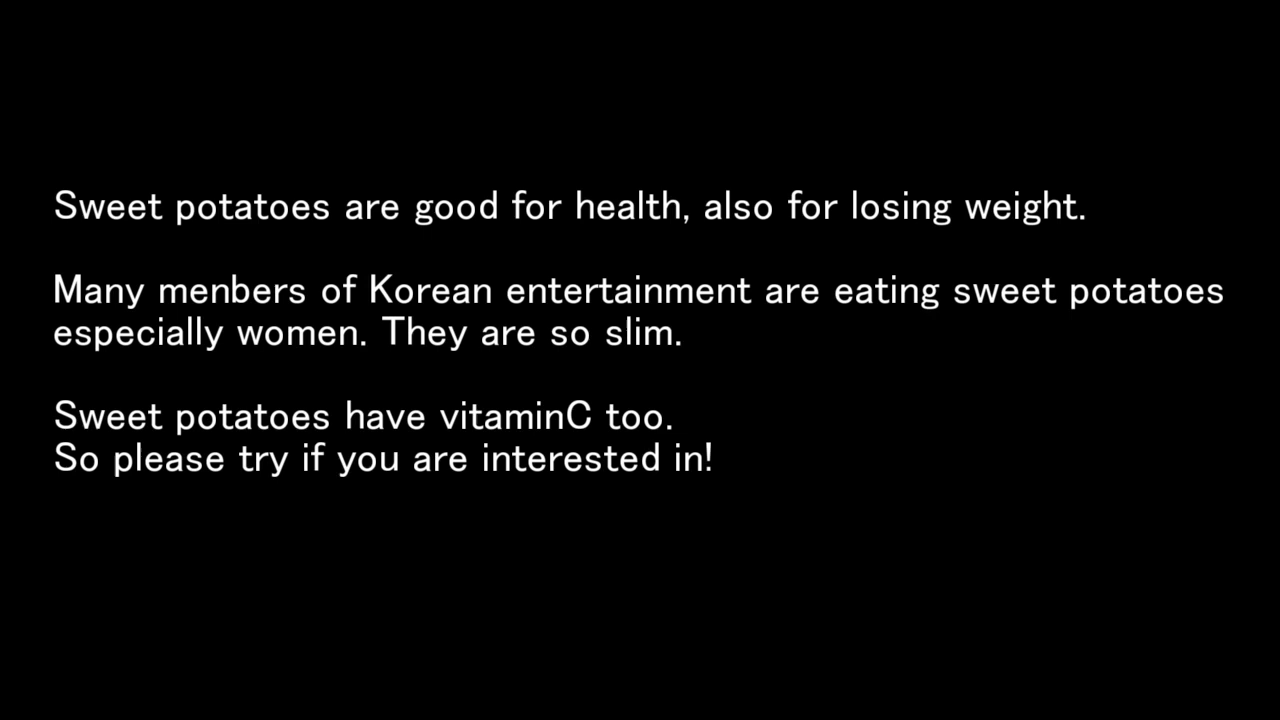 Sweet potatoes are good for health, also for losing weight.
Many menbers of Korean entertainment are eating sweet potatoes
especially women. They are so slim.
Sweet potatoes have vitaminC too.
So please try if you are interested in!